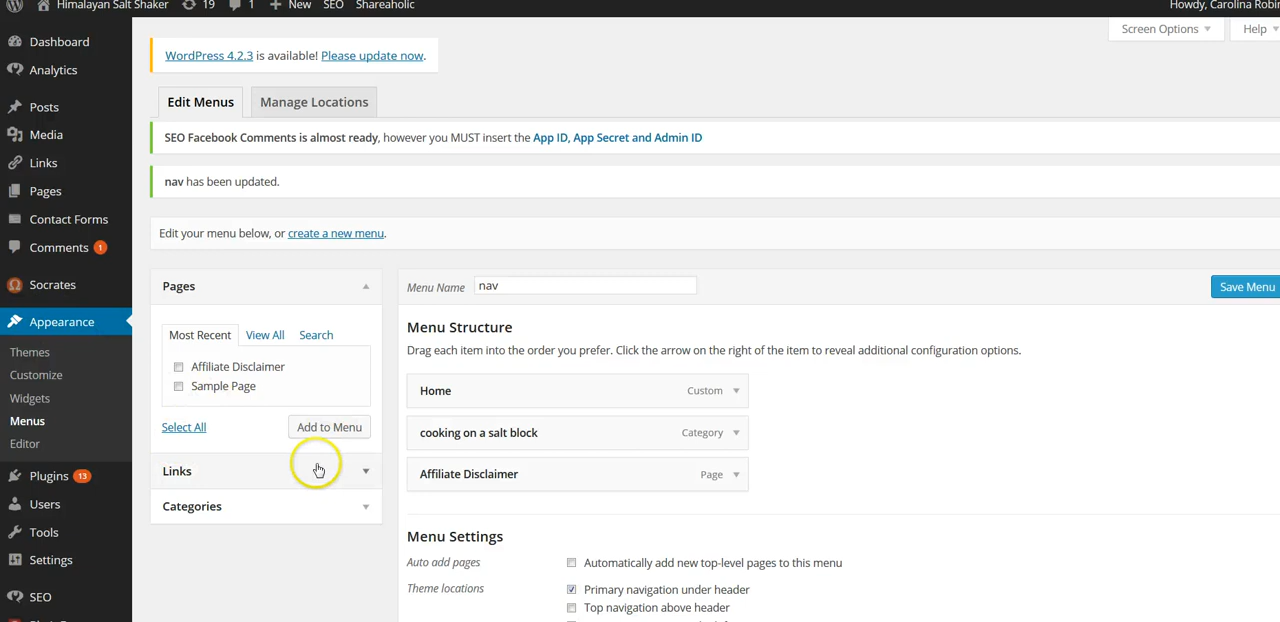 Himalayan Salt Shaker 19 1 New SEO Shareaholic Howdy, Carolina Robin
Screen Options Help
Dashboard
Analytics
Posts
Media
Links
Pages
Contact Forms
Comments 1
Socrates
Appearance
Themes
Customize
Widgets
Menus
Editor
Plugins 13
Users
Tools
Settings
SEO
WordPress 4.2.3 is available! Please update now.
Edit Menus Manage Locations
SEO Facebook Comments is almost ready, however you MUST insert the App ID, App Secret and Admin ID
nav has been updated.
Edit your menu below, or create a new menu.
Pages
Most Recent View All Search
Affiliate Disclaimer
Sample Page
Select All Add to Menu
Links
Categories
Menu Name nav Save Menu
Menu Structure
Drag each item into the order you prefer. Click the arrow on the right of the item to reveal additional configuration options.
Home Custom
cooking on a salt block Category
Affiliate Disclaimer Page
Menu Settings
Auto add pages Automatically add new top-level pages to this menu
Theme locations Primary navigation under header
Top navigation above header